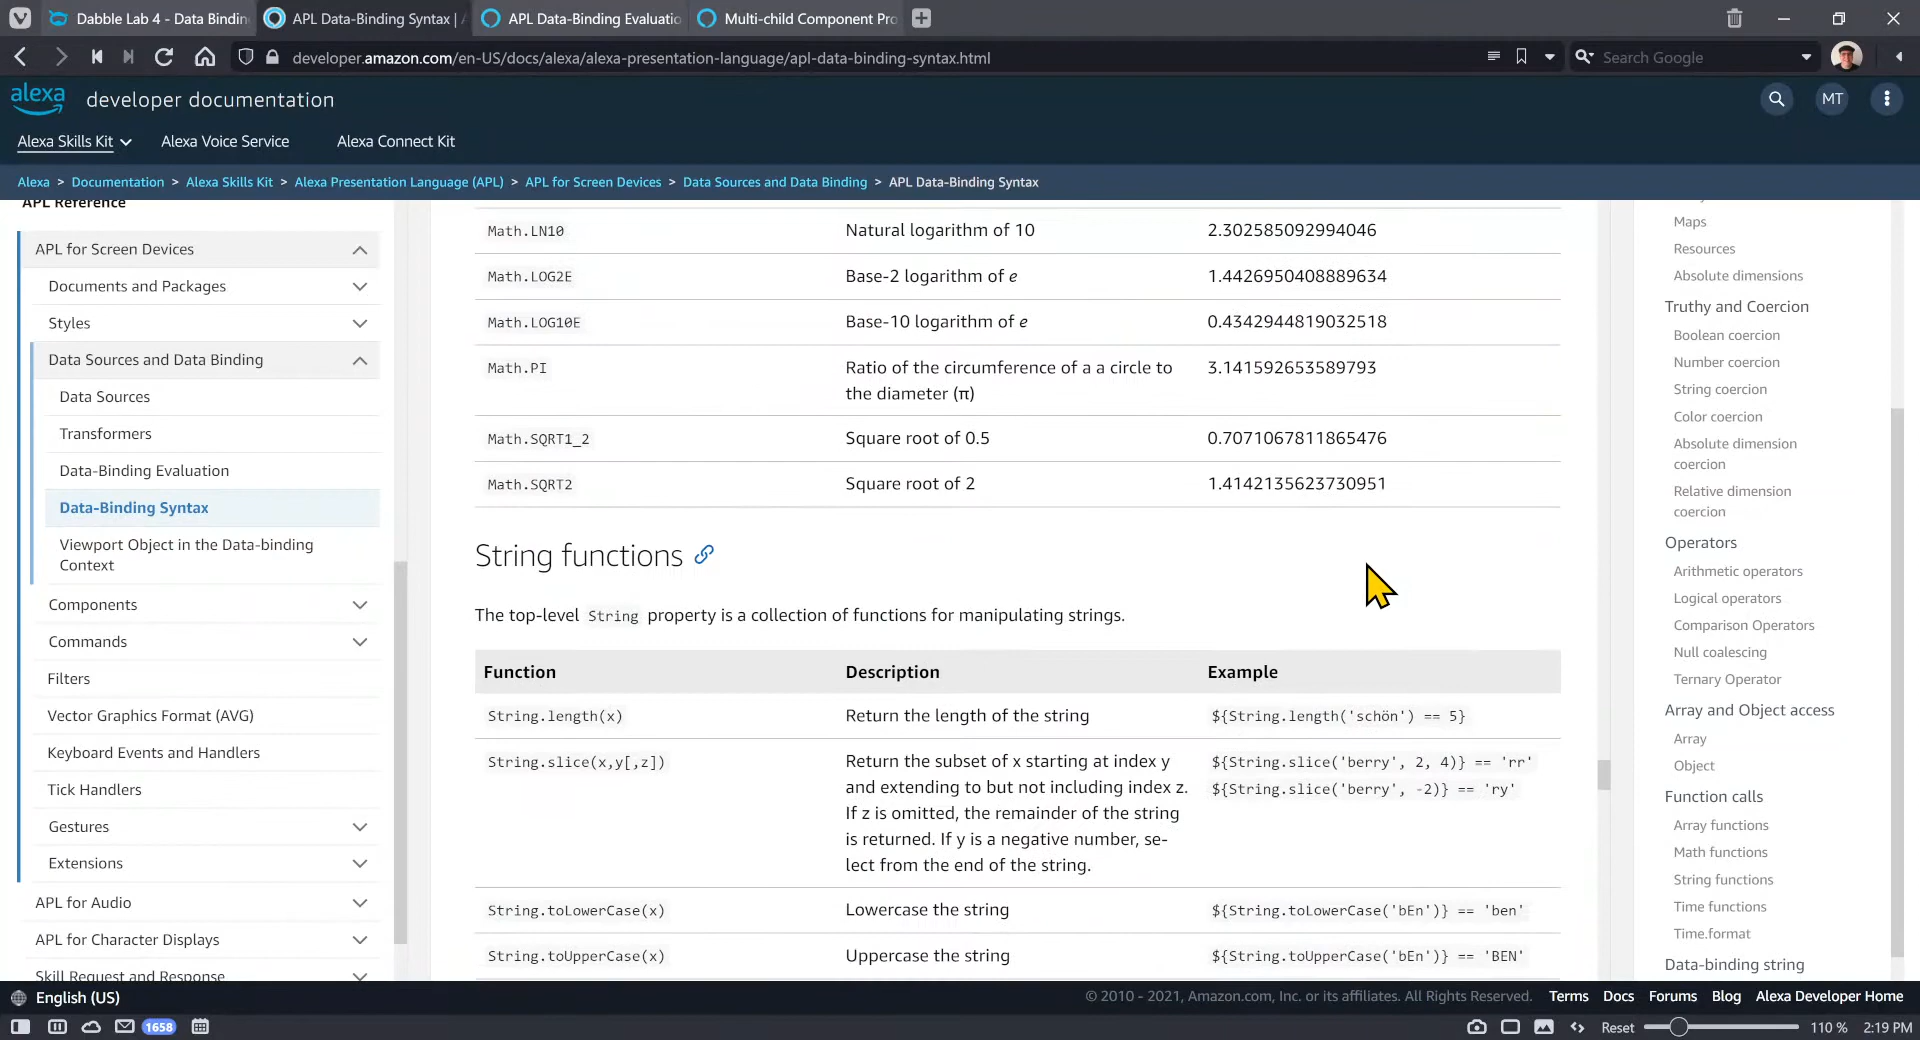 Dabble Lab 4 - Data Bindin
APL Data-Binding Syntax |
APL Data-Binding Evaluatio
Multi-child Component Pro
developer.amazon.com/en-US/docs/alexa/alexa-presentation-language/apl-data-binding-syntax.html
Search Google
alexa developer documentation
MT
Alexa Skills Kit
Alexa Voice Service
Alexa Connect Kit
Alexa > Documentation > Alexa Skills Kit > Alexa Presentation Language (APL) > APL for Screen Devices > Data Sources and Data Binding > APL Data-Binding Syntax
APL Reference
APL for Screen Devices
Documents and Packages
Styles
Data Sources and Data Binding
Data Sources
Transformers
Data-Binding Evaluation
Data-Binding Syntax
Viewport Object in the Data-binding
Context
Components
Commands
Filters
Vector Graphics Format (AVG)
Keyboard Events and Handlers
Tick Handlers
Gestures
Extensions
APL for Audio
APL for Character Displays
Skill Request and Response
Math.LN10 Natural logarithm of 10 2.302585092994046
Math.LOG2E Base-2 logarithm of e 1.4426950408889634
Math.LOG10E Base-10 logarithm of e 0.4342944819032518
Math.PI Ratio of the circumference of a a circle to 3.141592653589793
the diameter (π)
Math.SQRT1_2 Square root of 0.5 0.7071067811865476
Math.SQRT2 Square root of 2 1.4142135623730951
String functions
The top-level String property is a collection of functions for manipulating strings.
Function Description Example
String.length(x) Return the length of the string ${String.length('schön') == 5}
String.slice(x,y[,z]) Return the subset of x starting at index y ${String.slice('berry', 2, 4)} == 'rr'
and extending to but not including index z. ${String.slice('berry', -2)} == 'ry'
If z is omitted, the remainder of the string
is returned. If y is a negative number, se-
lect from the end of the string.
String.toLowerCase(x) Lowercase the string ${String.toLowerCase('bEn')} == 'ben'
String.toUpperCase(x) Uppercase the string ${String.toUpperCase('bEn')} == 'BEN'
Maps
Resources
Absolute dimensions
Truthy and Coercion
Boolean coercion
Number coercion
String coercion
Color coercion
Absolute dimension
coercion
Relative dimension
coercion
Operators
Arithmetic operators
Logical operators
Comparison Operators
Null coalescing
Ternary Operator
Array and Object access
Array
Object
Function calls
Array functions
Math functions
String functions
Time functions
Time.format
Data-binding string
English (US)
© 2010 - 2021, Amazon.com, Inc. or its affiliates. All Rights Reserved. Terms Docs Forums Blog Alexa Developer Home
1658
Reset 110 % 2:19 PM